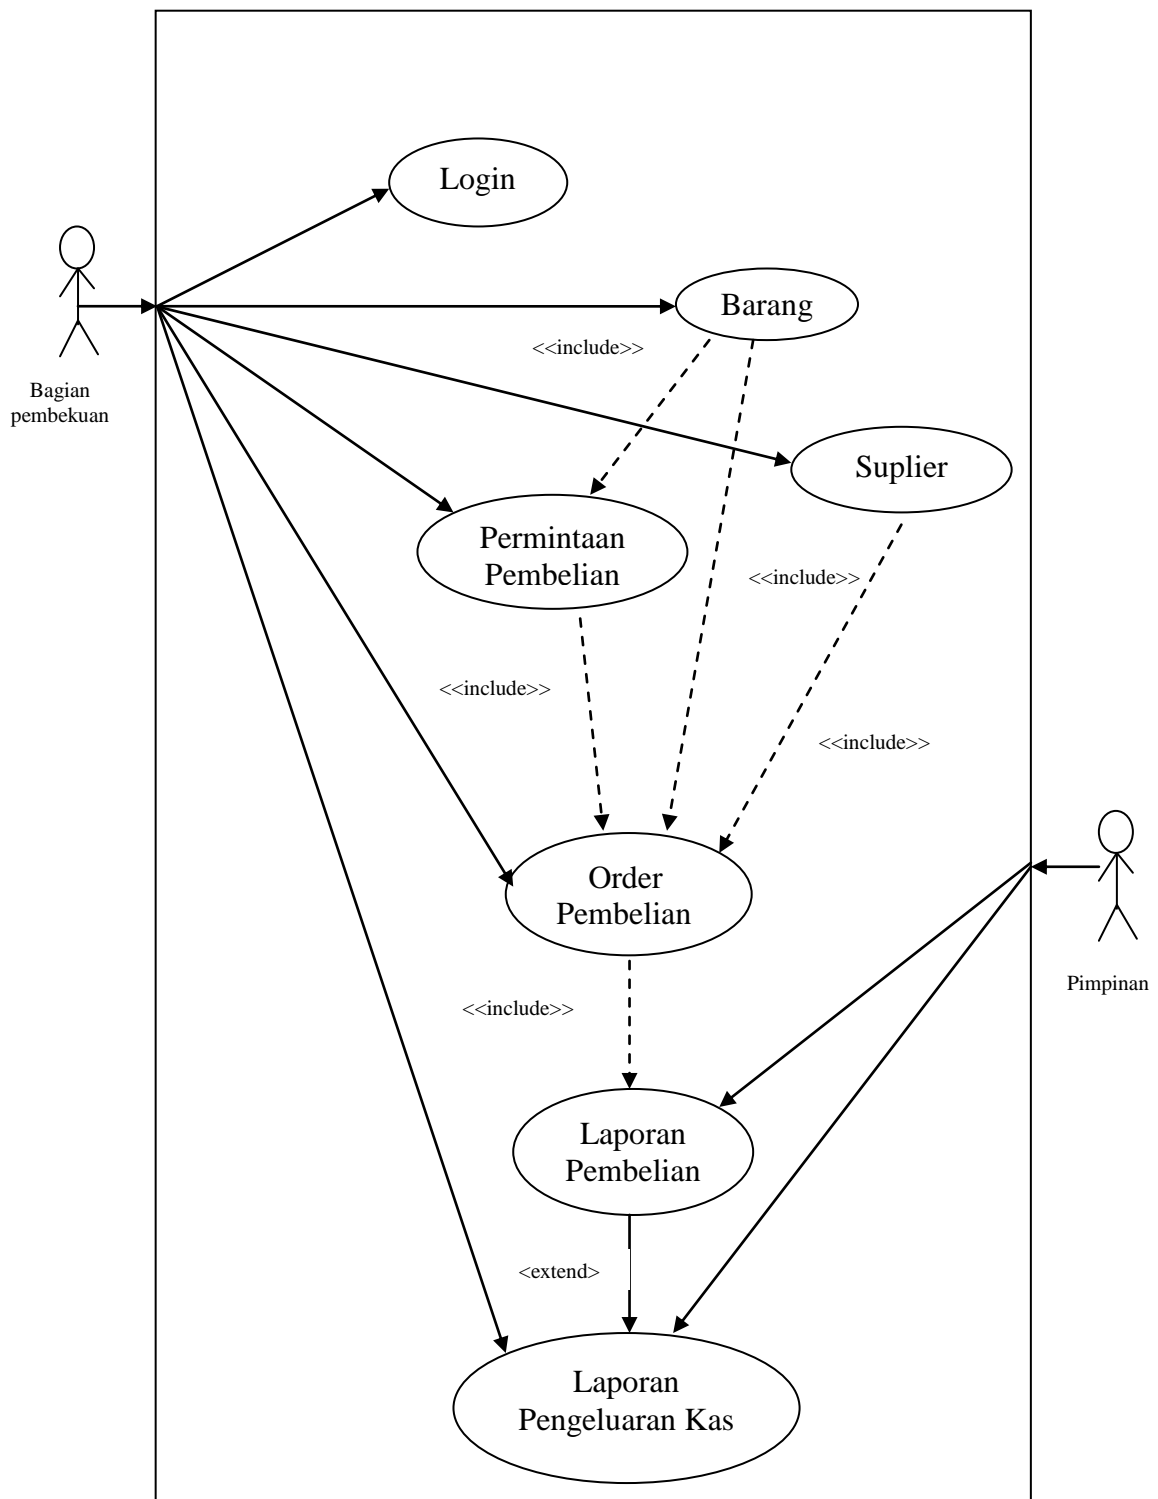 Login
Barang
<<include>>
Bagian
pembekuan
Suplier
Permintaan
Pembelian
<<include>>
<<include>>
<<include>>
Order
Pembelian
Pimpinan
<<include>>
Laporan
Pembelian
<extend>
Laporan
Pengeluaran Kas